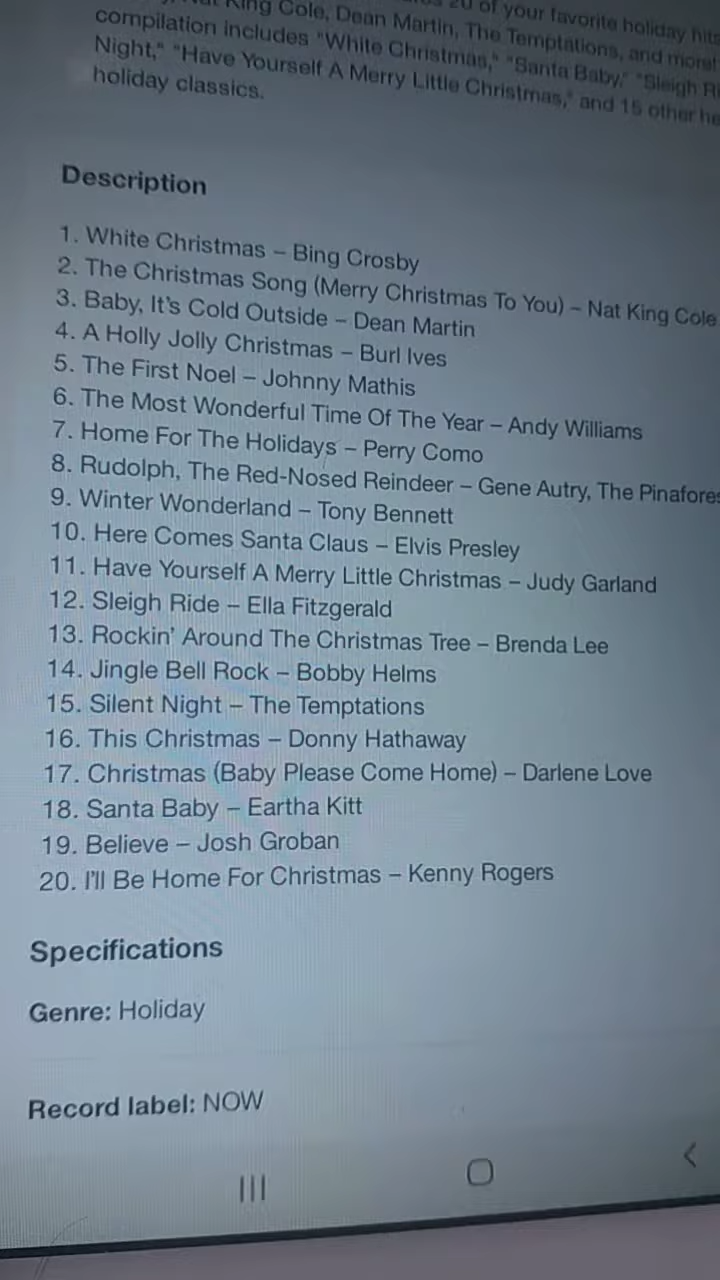 20 of your favorite holiday hits
King Cole, Dean Martin, The Temptations, and more!
compilation includes "White Christmas," "Santa Baby," "Sleigh
Night," "Have Yourself A Merry Little Christmas," and 15 other
holiday classics.
Description
1. White Christmas – Bing Crosby
2. The Christmas Song (Merry Christmas To You) – Nat King Cole
3. Baby, It's Cold Outside – Dean Martin
4. A Holly Jolly Christmas – Burl Ives
5. The First Noel – Johnny Mathis
6. The Most Wonderful Time Of The Year – Andy Williams
7. Home For The Holidays – Perry Como
8. Rudolph, The Red-Nosed Reindeer – Gene Autry, The Pinafores
9. Winter Wonderland – Tony Bennett
10. Here Comes Santa Claus – Elvis Presley
11. Have Yourself A Merry Little Christmas – Judy Garland
12. Sleigh Ride – Ella Fitzgerald
13. Rockin' Around The Christmas Tree – Brenda Lee
14. Jingle Bell Rock – Bobby Helms
15. Silent Night – The Temptations
16. This Christmas – Donny Hathaway
17. Christmas (Baby Please Come Home) – Darlene Love
18. Santa Baby – Eartha Kitt
19. Believe – Josh Groban
20. I'll Be Home For Christmas – Kenny Rogers
Specifications
Genre: Holiday
Record label: NOW